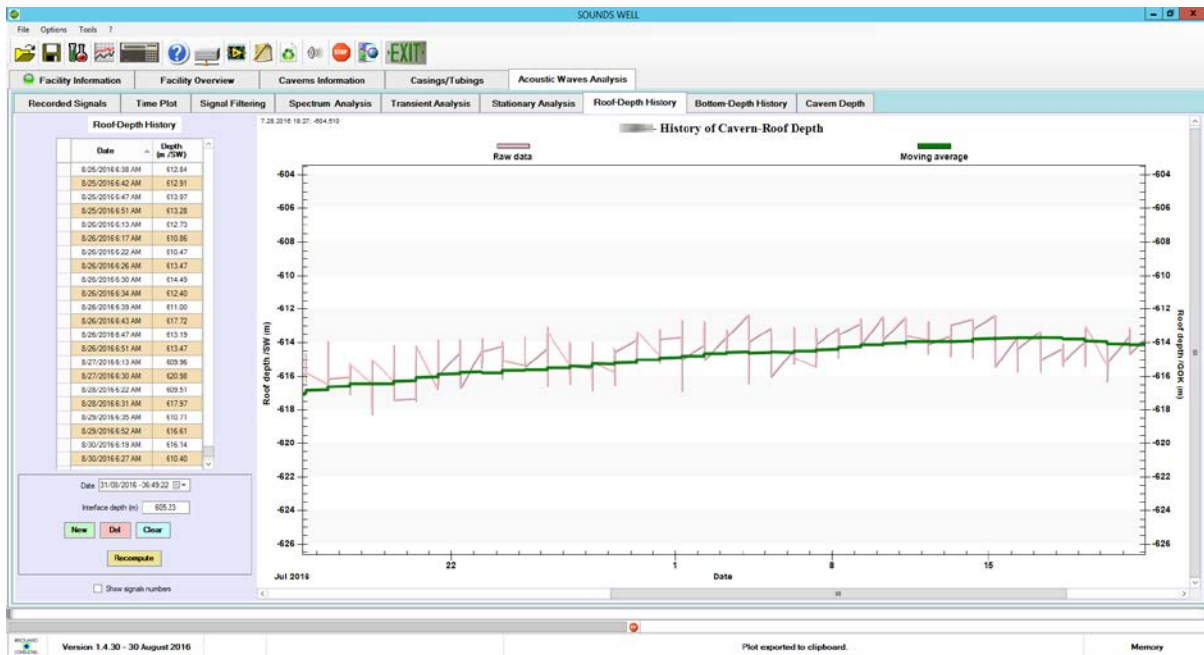 SOUNDS WELL
File Options Tools ?
STOP
EXIT
Facility Information Facility Overview Caverns Information Casings/Tubings Acoustic Waves Analysis
Recorded Signals Time Plot Signal Filtering Spectrum Analysis Transient Analysis Stationary Analysis Roof-Depth History Bottom-Depth History Cavern Depth
Roof-Depth History
Date Depth (m /SW)
8/25/2016 6:38 AM 612.84
8/25/2016 6:42 AM 612.91
8/25/2016 6:47 AM 613.97
8/25/2016 6:51 AM 613.28
8/26/2016 6:13 AM 612.73
8/26/2016 6:17 AM 610.86
8/26/2016 6:22 AM 610.47
8/26/2016 6:26 AM 613.47
8/26/2016 6:30 AM 614.49
8/26/2016 6:34 AM 612.40
8/26/2016 6:39 AM 611.00
8/26/2016 6:43 AM 617.72
8/26/2016 6:47 AM 613.19
8/26/2016 6:51 AM 613.47
8/27/2016 6:13 AM 609.96
8/27/2016 6:30 AM 620.98
8/28/2016 6:22 AM 609.51
8/28/2016 6:31 AM 617.97
8/29/2016 6:35 AM 610.71
8/29/2016 6:52 AM 616.61
8/30/2016 6:19 AM 616.14
8/30/2016 6:27 AM 610.40
Date 31/08/2016 - 06:49:22
Interface depth (m) 605.23
New Del Clear
Recompute
Show signals numbers
7.28.2016 18:27; -604.510
- History of Cavern-Roof Depth
Raw data Moving average
Roof depth /SW (m)
-604
-606
-608
-610
-612
-614
-616
-618
-620
-622
-624
-626
Roof depth /GOK (m)
-604
-606
-608
-610
-612
-614
-616
-618
-620
-622
-624
-626
22 1 8 15
Jul 2016 Date
Version 1.4.30 - 30 August 2016 Plot exported to clipboard. Memory